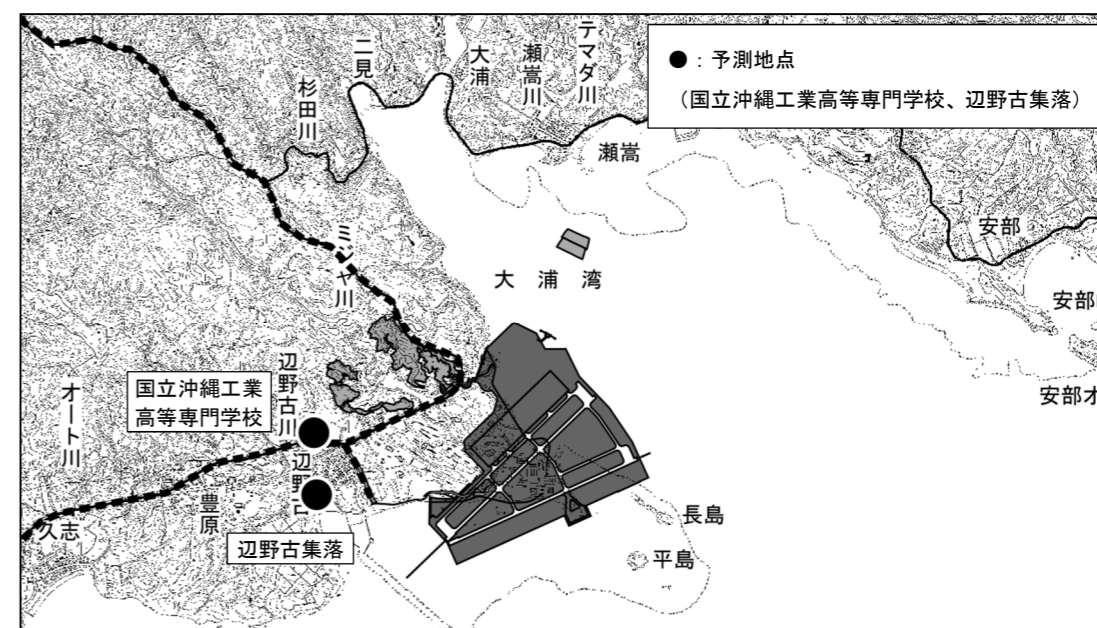 ●：予測地点
（国立沖縄工業高等専門学校、辺野古集落）
二見
杉田川
大浦
瀬嵩川
テマダ川
瀬嵩
安部
安部
ミジャ川
大浦湾
安部オ
辺野古川
国立沖縄工業
高等専門学校
オート川
辺野古
豊原
久志
辺野古集落
長島
平島